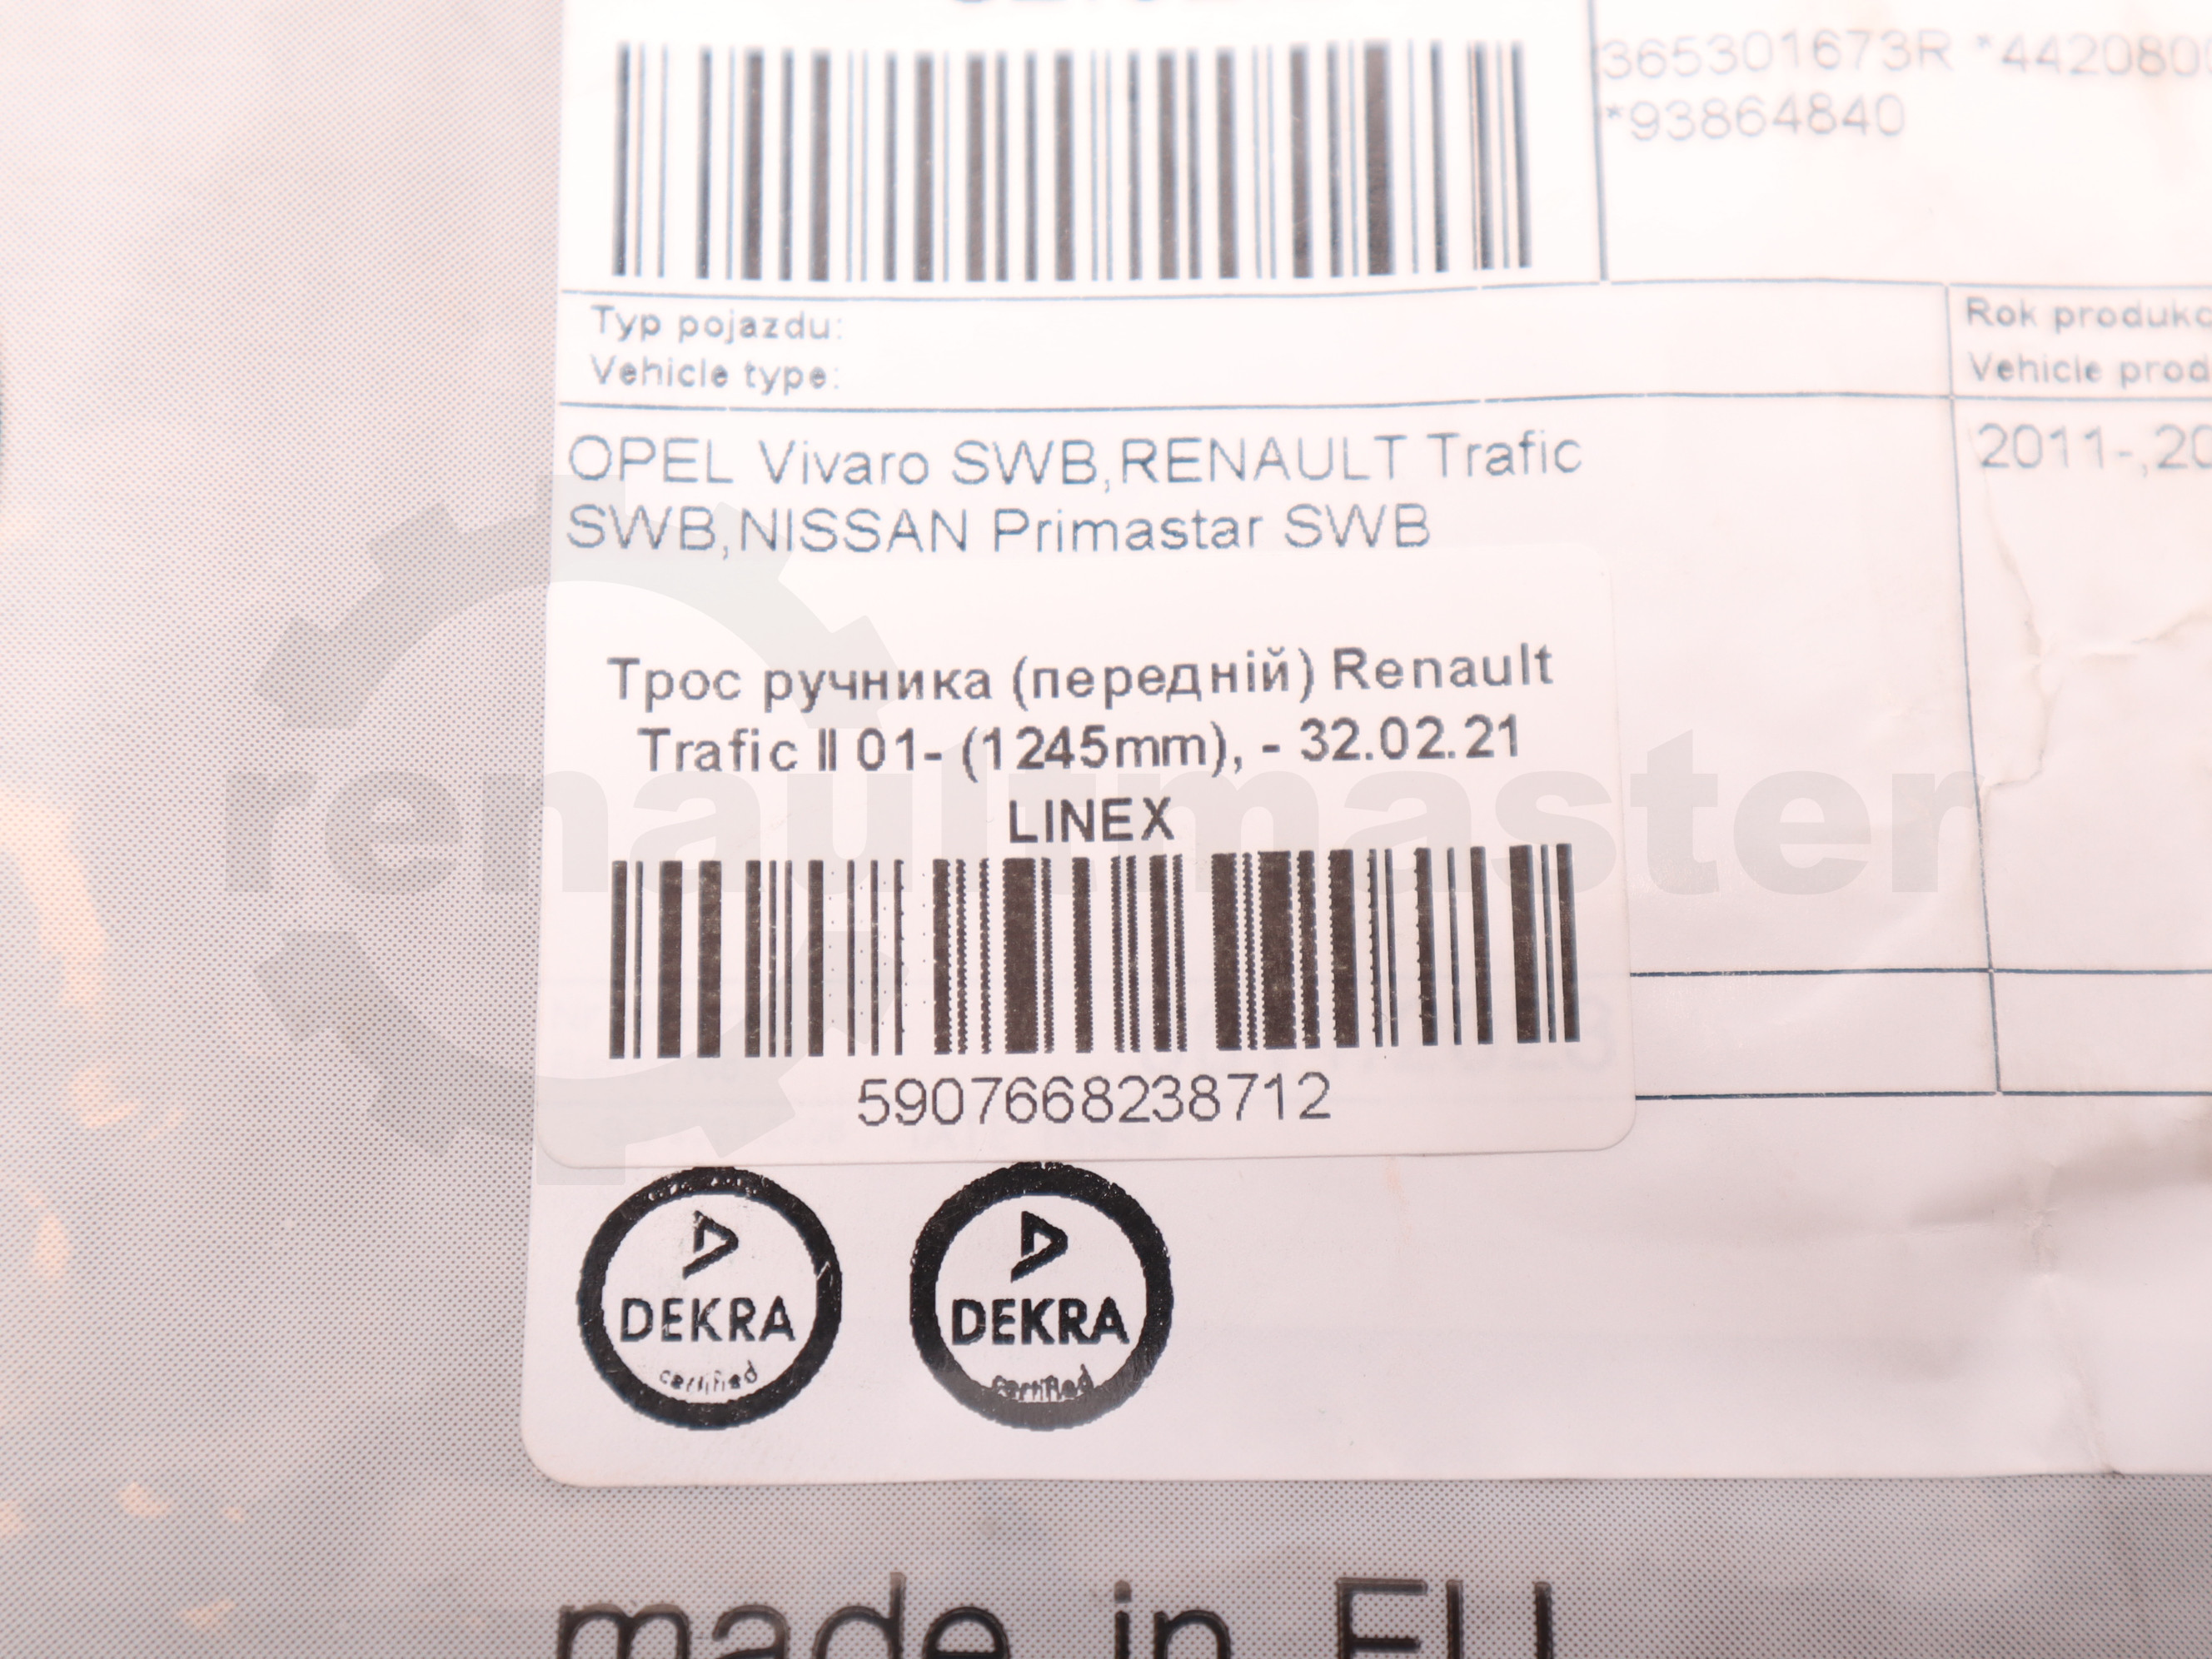 365301673R *4420800
*93864840
Typ pojazdu:
Vehicle type:
Rok produkc
Vehicle prod
OPEL Vivaro SWB,RENAULT Trafic
SWB,NISSAN Primastar SWB
2011-,20
Трос ручника (передній) Renault
Trafic II 01- (1245mm), - 32.02.21
LINEX
renaultmaster
5907668238712
DEKRA
certified
DEKRA
certified
made in EU